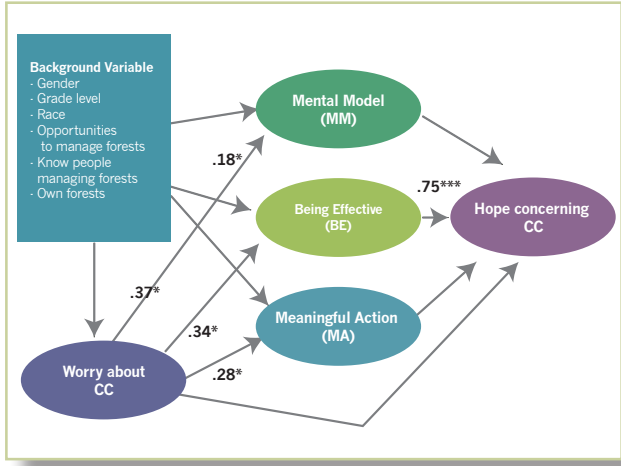 Background Variable
- Gender
- Grade level
- Race
- Opportunities
to manage forests
- Know people
managing forests
- Own forests
Mental Model
(MM)
.18*
.75***
Being Effective
(BE)
Hope concerning
CC
.37*
.34*
Meaningful Action
(MA)
.28*
Worry about
CC